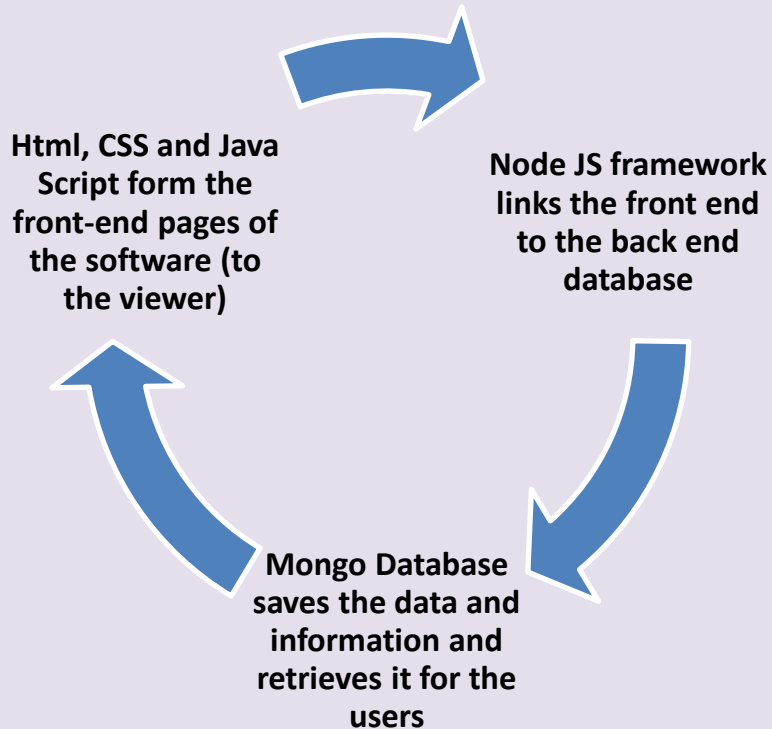 Html, CSS and Java
Script form the
front-end pages of
the software (to
the viewer)
Node JS framework
links the front end
to the back end
database
Mongo Database
saves the data and
information and
retrieves it for the
users